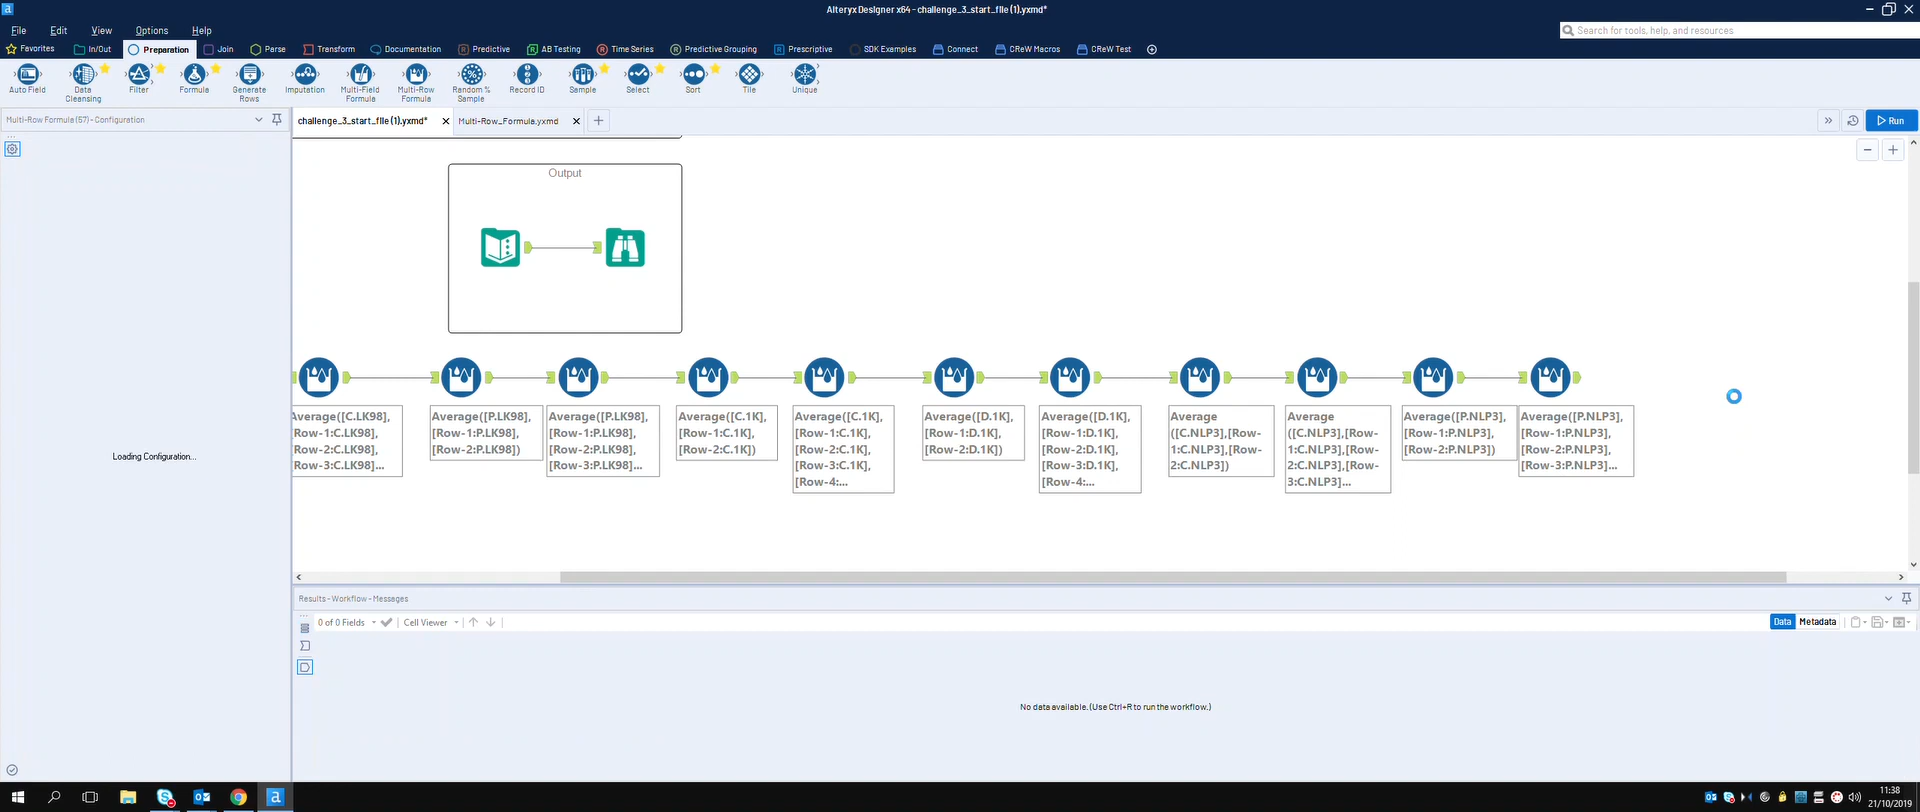 Alteryx Designer x64 - challenge_3_start_file (1).yxmd*
File Edit View Options Help
Search for tools, help, and resources
Favorites In/Out Preparation Join Parse Transform Documentation Predictive AB Testing Time Series Predictive Grouping Prescriptive SDK Examples Connect CReW Macros CReW Test
Auto Field
Data
Cleansing
Filter
Formula
Generate
Rows
Imputation
Multi-Field
Formula
Multi-Row
Formula
Random %
Sample
Record ID
Sample
Select
Sort
Tile
Unique
Multi-Row Formula (57) - Configuration
challenge_3_start_file (1).yxmd*
Multi-Row_Formula.yxmd
Run
Loading Configuration...
Output
Average([C.LK98],
[Row-1:C.LK98],
[Row-2:C.LK98],
[Row-3:C.LK98]...
Average([P.LK98],
[Row-1:P.LK98],
[Row-2:P.LK98])
Average([P.LK98],
[Row-1:P.LK98],
[Row-2:P.LK98],
[Row-3:P.LK98]...
Average([C.1K],
[Row-1:C.1K],
[Row-2:C.1K])
Average([C.1K],
[Row-1:C.1K],
[Row-2:C.1K],
[Row-3:C.1K],
[Row-4:...
Average([D.1K],
[Row-1:D.1K],
[Row-2:D.1K])
Average([D.1K],
[Row-1:D.1K],
[Row-2:D.1K],
[Row-3:D.1K],
[Row-4:...
Average
([C.NLP3],[Row-
1:C.NLP3],[Row-
2:C.NLP3])
Average
([C.NLP3],[Row-
1:C.NLP3],[Row-
2:C.NLP3],[Row-
3:C.NLP3]...
Average([P.NLP3],
[Row-1:P.NLP3],
[Row-2:P.NLP3])
Average([P.NLP3],
[Row-1:P.NLP3],
[Row-2:P.NLP3],
[Row-3:P.NLP3]...
Results - Workflow - Messages
0 of 0 Fields Cell Viewer
Data Metadata
No data available. (Use Ctrl+R to run the workflow.)
11:38
21/10/2019